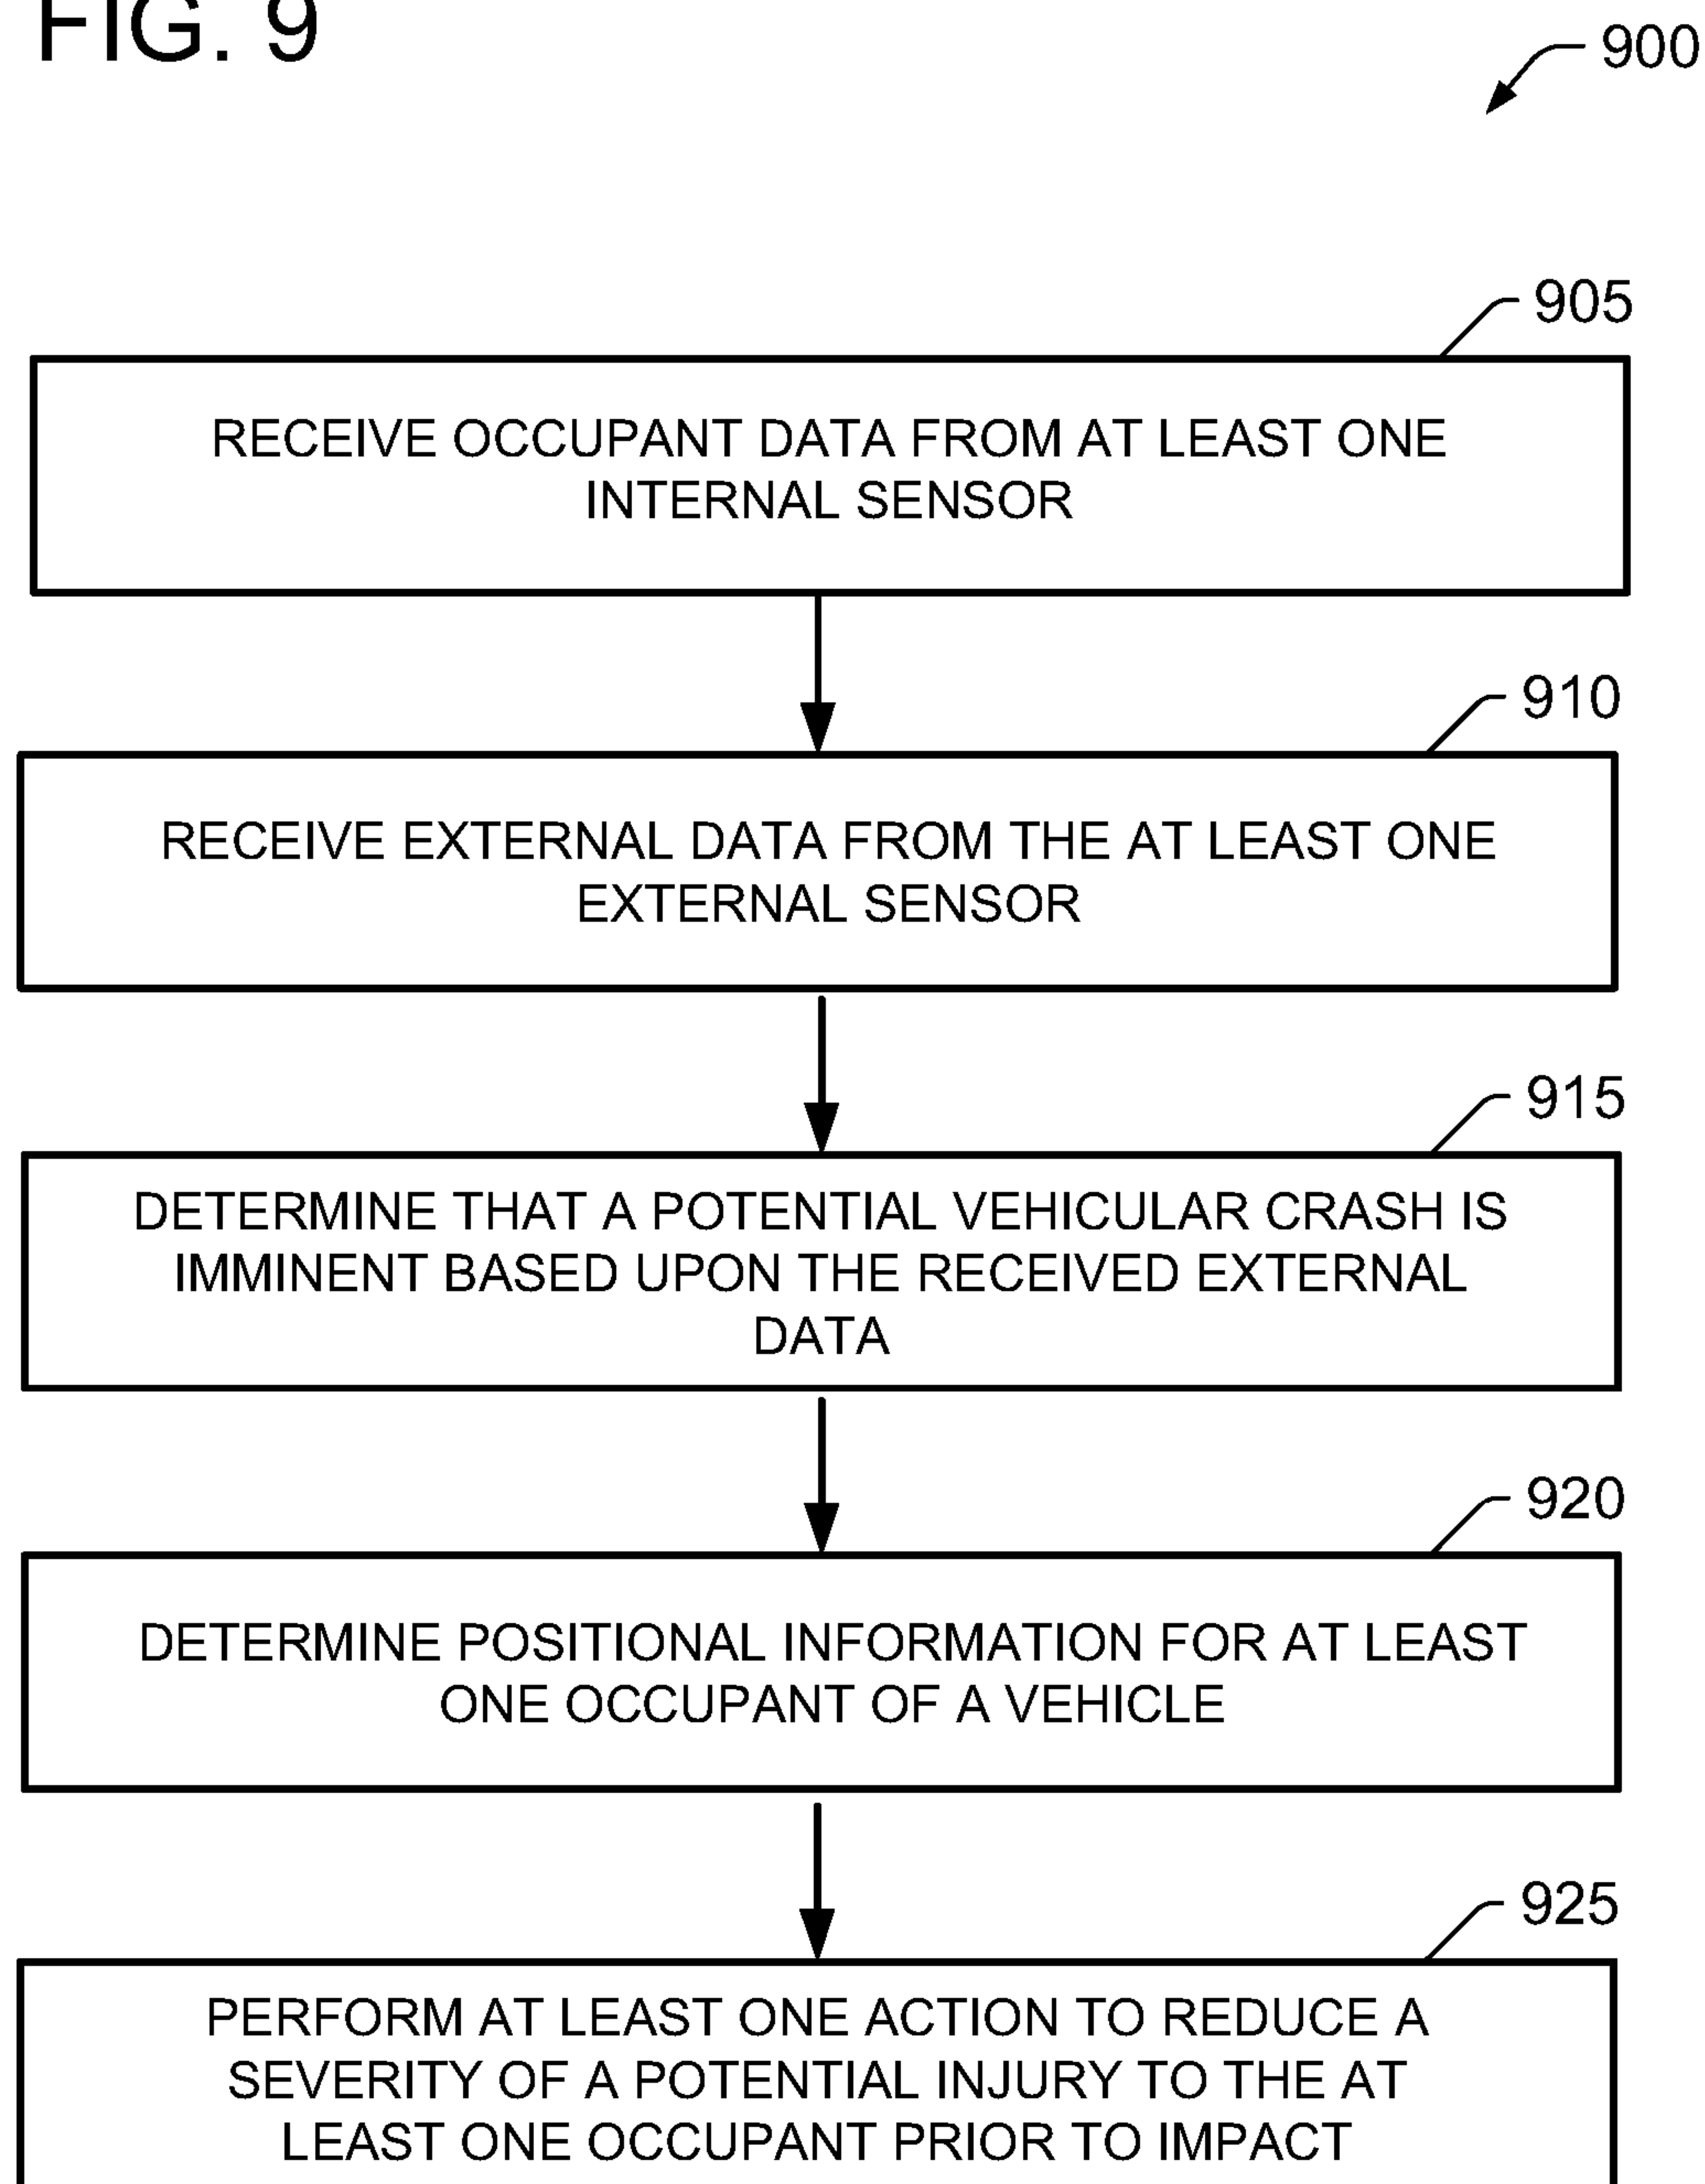 FIG. 9
900
905
RECEIVE OCCUPANT DATA FROM AT LEAST ONE
INTERNAL SENSOR
910
RECEIVE EXTERNAL DATA FROM THE AT LEAST ONE
EXTERNAL SENSOR
915
DETERMINE THAT A POTENTIAL VEHICULAR CRASH IS
IMMINENT BASED UPON THE RECEIVED EXTERNAL
DATA
920
DETERMINE POSITIONAL INFORMATION FOR AT LEAST
ONE OCCUPANT OF A VEHICLE
925
PERFORM AT LEAST ONE ACTION TO REDUCE A
SEVERITY OF A POTENTIAL INJURY TO THE AT
LEAST ONE OCCUPANT PRIOR TO IMPACT